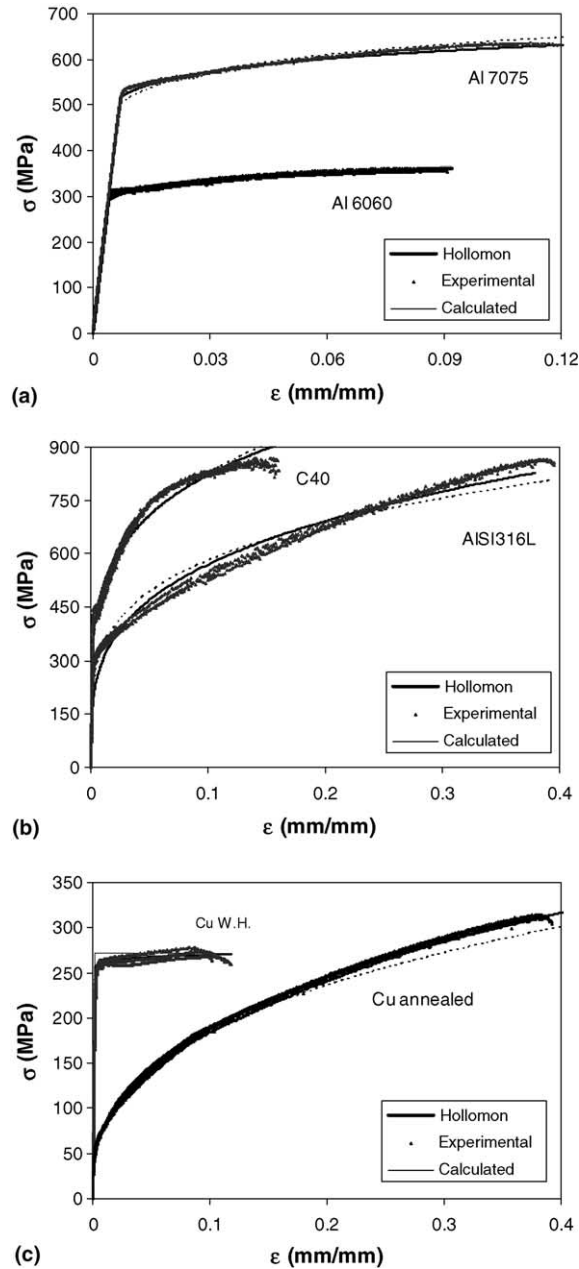 700
600
500
400
300
200
100
0
σ (MPa)
Al 7075
Al 6060
Hollomon
Experimental
Calculated
0 0.03 0.06 0.09 0.12
ε (mm/mm)
(a)
900
750
600
450
300
150
0
σ (MPa)
C40
AISI316L
Hollomon
Experimental
Calculated
0 0.1 0.2 0.3 0.4
ε (mm/mm)
(b)
350
300
250
200
150
100
50
0
σ (MPa)
Cu W.H.
Cu annealed
Hollomon
Experimental
Calculated
0 0.1 0.2 0.3 0.4
ε (mm/mm)
(c)